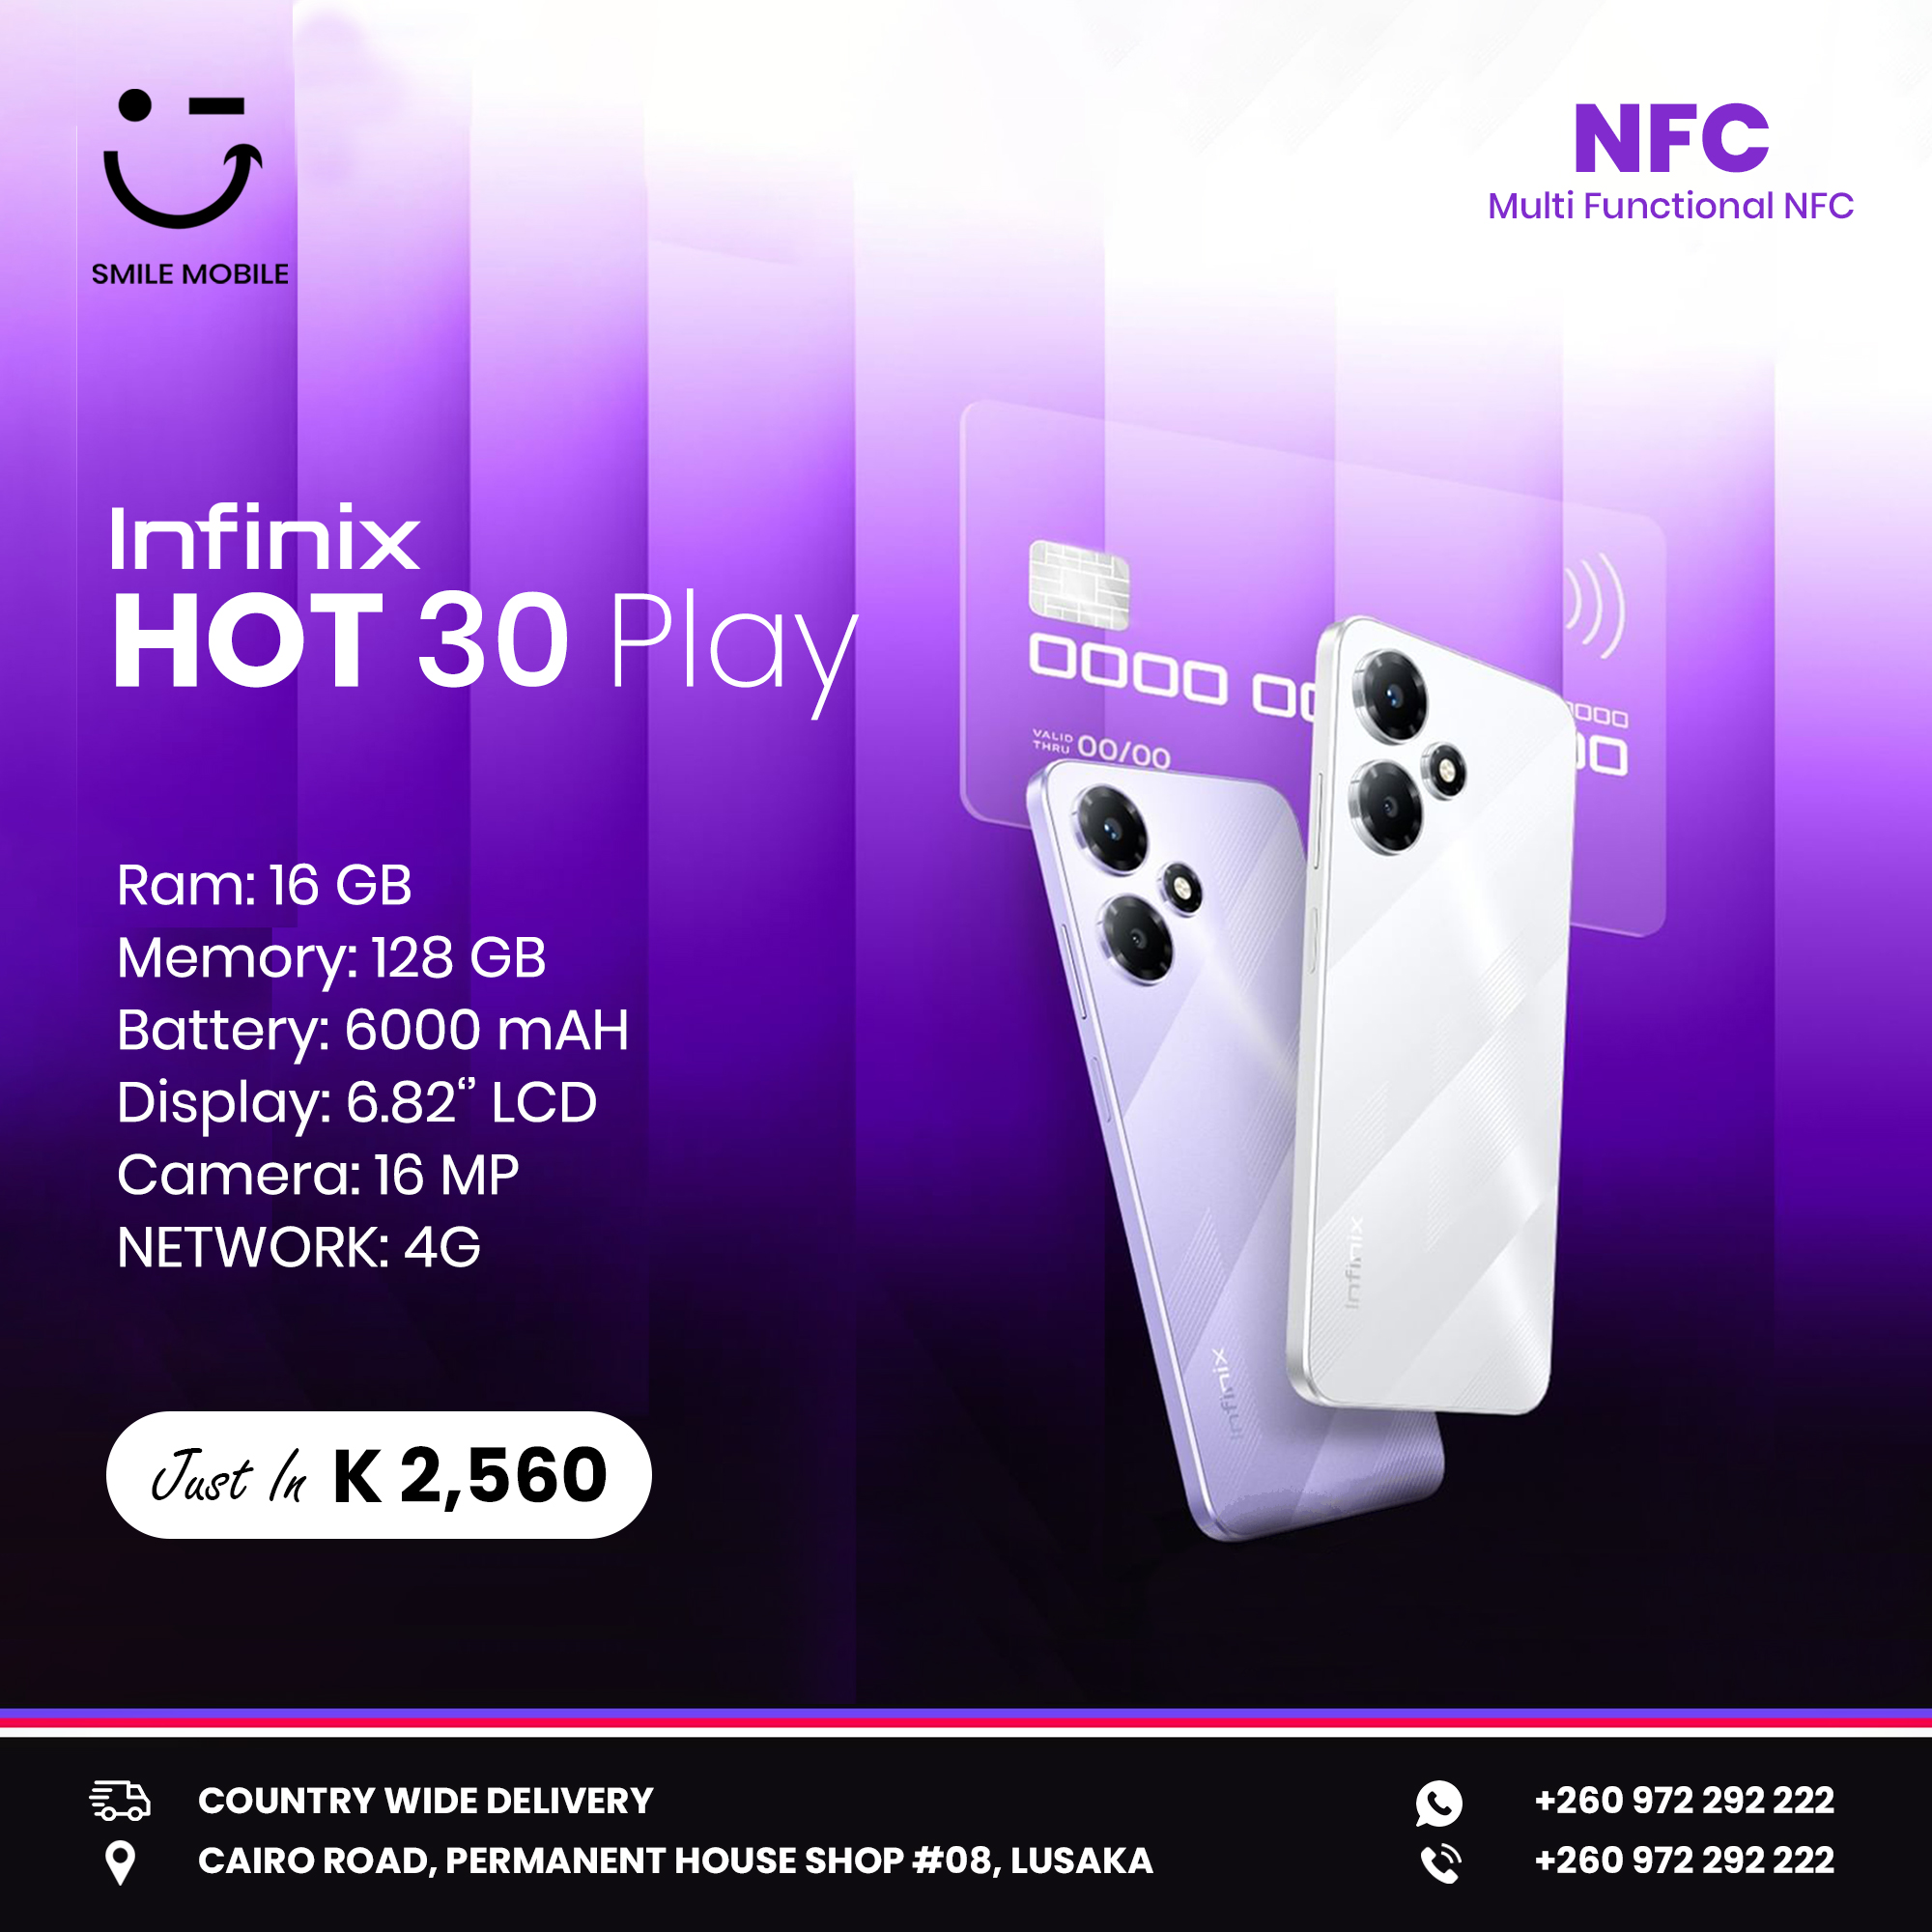 SMILE MOBILE
NFC
Multi Functional NFC
Infinix
HOT 30 Play
0000
VALID THRU 00/00
0000
Ram: 16 GB
Memory: 128 GB
Battery: 6000 mAH
Display: 6.82“ LCD
Camera: 16 MP
NETWORK: 4G
Infinix
Infinix
Just In K 2,560
COUNTRY WIDE DELIVERY
+260 972 292 222
CAIRO ROAD, PERMANENT HOUSE SHOP #08, LUSAKA
+260 972 292 222